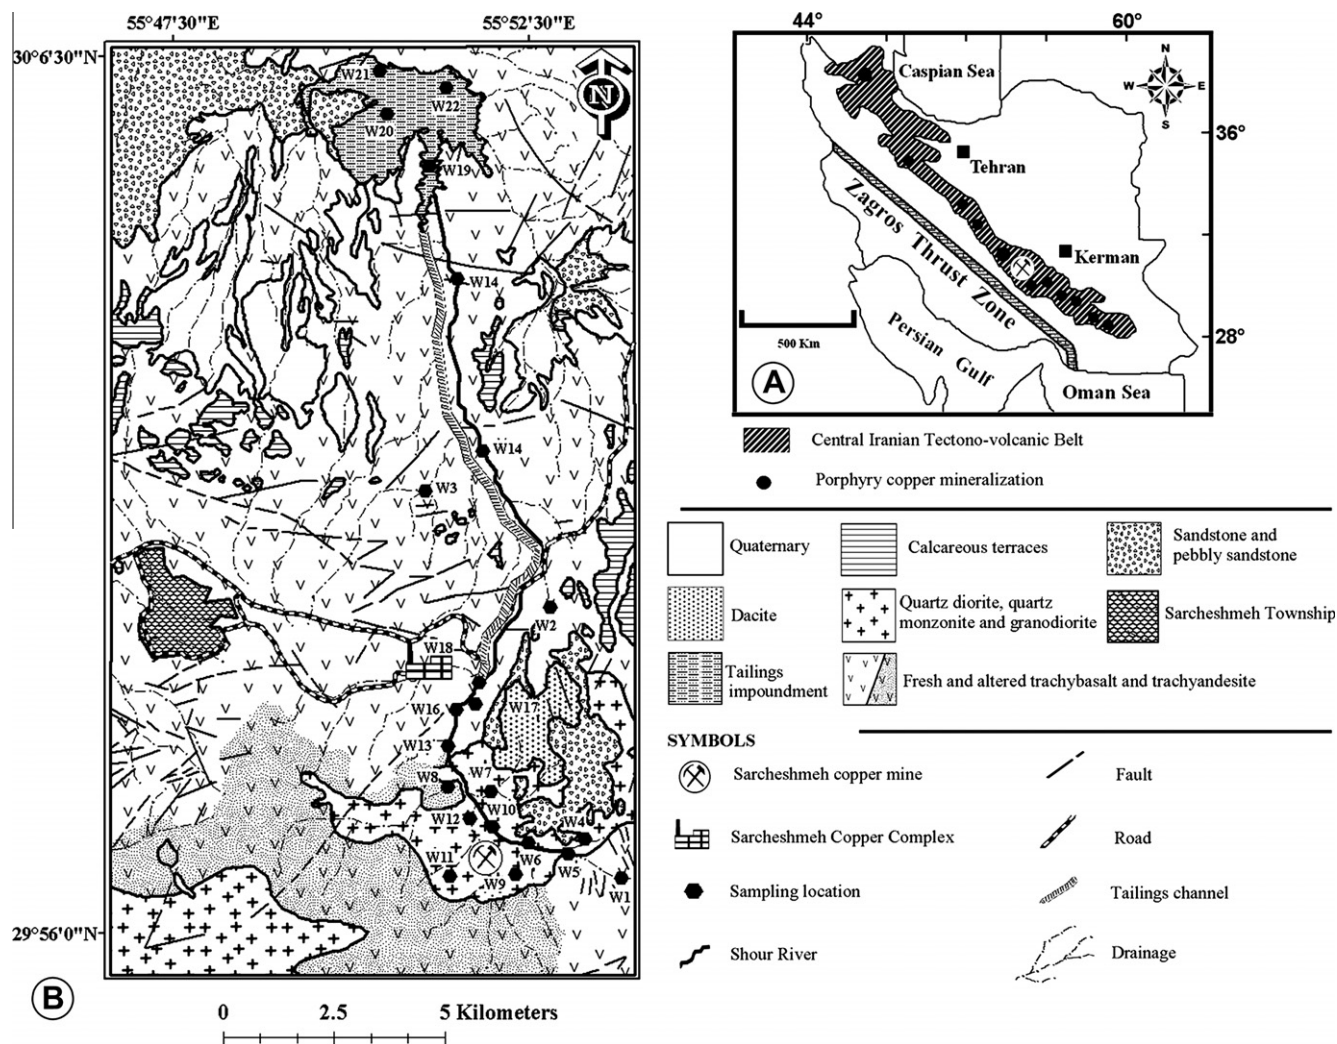 55°47'30"E
55°52'30"E
30°6'30"N
29°56'0"N
W21
W22
W20
W19
W14
W14
W3
W2
W18
W17
W16
W13
W7
W8
W10
W12
W4
W11
W6
W5
W9
W1
N
B
0 2.5 5 Kilometers
44°
60°
36°
28°
Caspian Sea
N
W
E
S
Tehran
Kerman
Zagros Thrust Zone
500 Km
Persian Gulf
Oman Sea
A
Central Iranian Tectono-volcanic Belt
Porphyry copper mineralization
Quaternary
Calcareous terraces
Sandstone and
pebbly sandstone
Dacite
Quartz diorite, quartz
monzonite and granodiorite
Sarcheshmeh Township
Tailings
impoundment
Fresh and altered trachybasalt and trachyandesite
SYMBOLS
Sarcheshmeh copper mine
Fault
Sarcheshmeh Copper Complex
Road
Sampling location
Tailings channel
Shour River
Drainage